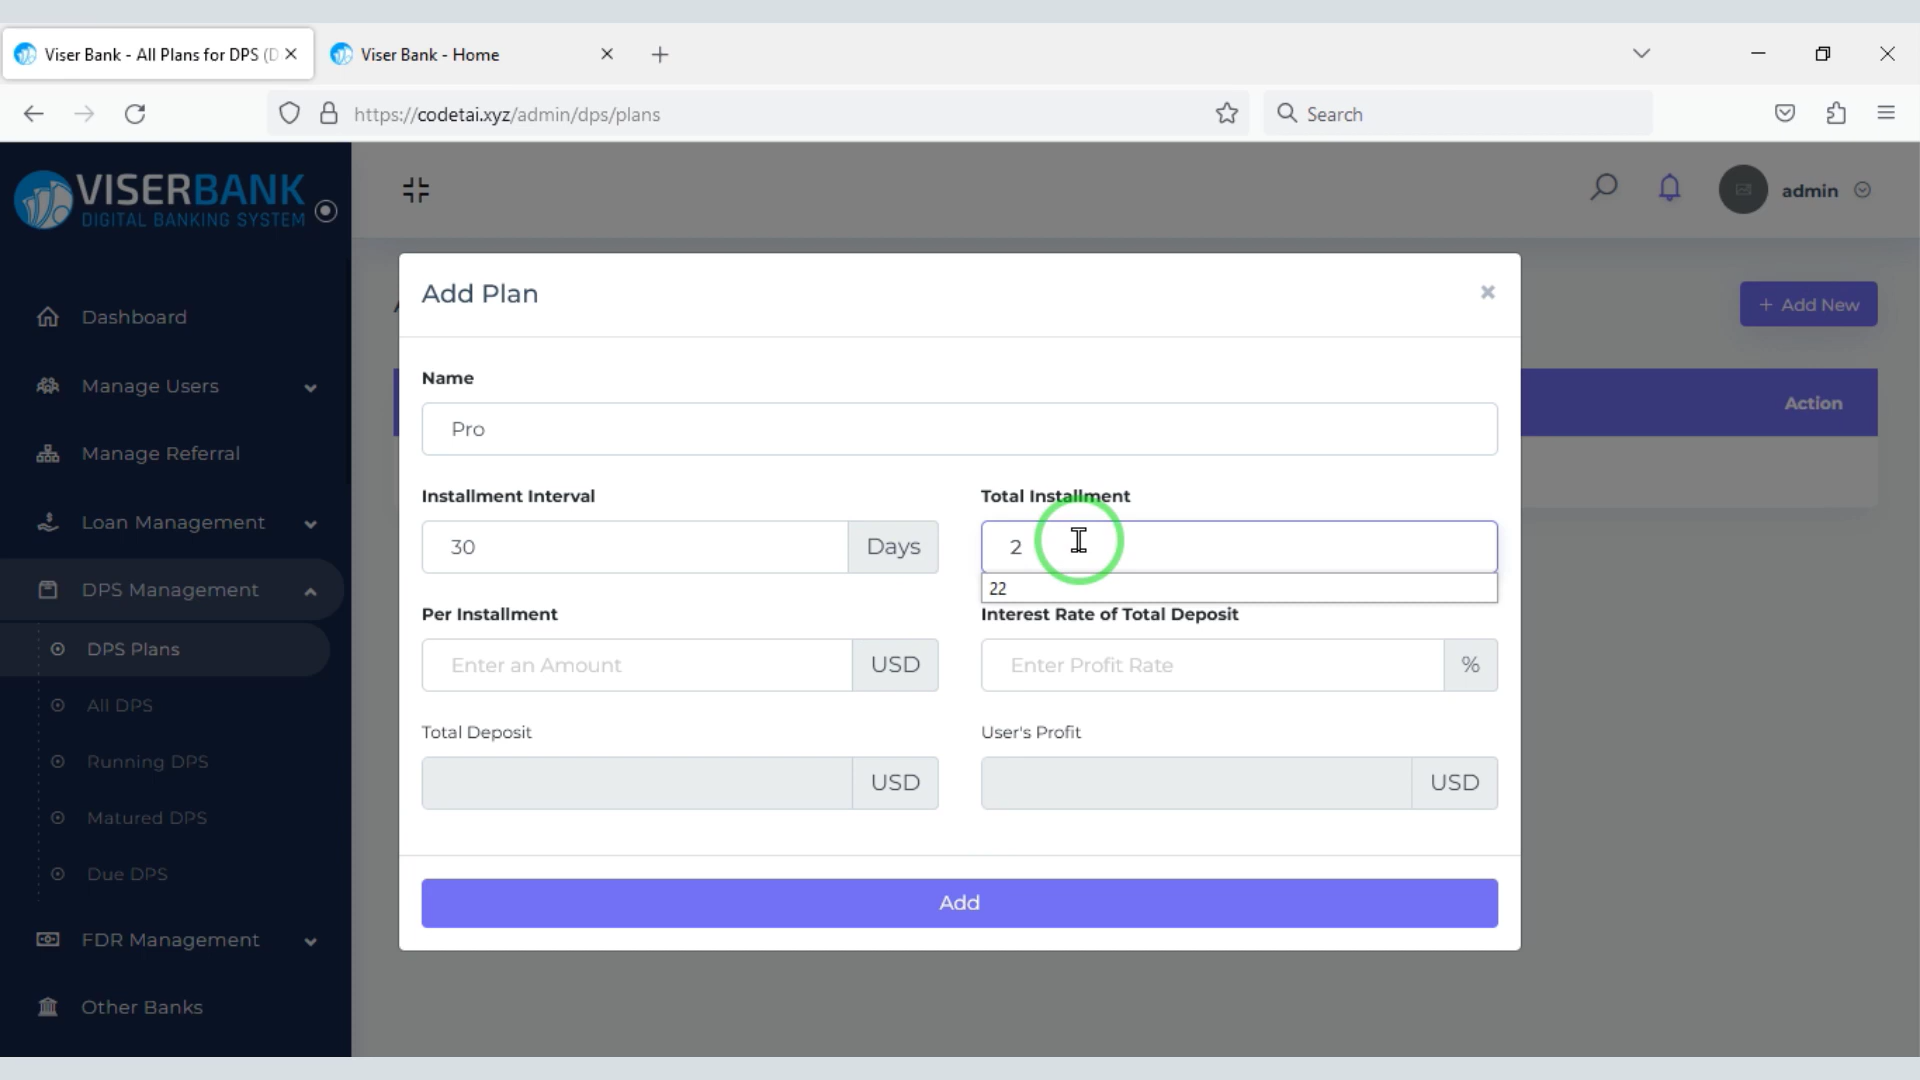 Viser Bank - All Plans for DPS (D
Viser Bank - Home
https://codetai.xyz/admin/dps/plans
Search
VISERBANK
DIGITAL BANKING SYSTEM
admin
Dashboard
Manage Users
Manage Referral
Loan Management
DPS Management
DPS Plans
All DPS
Running DPS
Matured DPS
Due DPS
FDR Management
Other Banks
+ Add New
Action
Add Plan
Name
Pro
Installment Interval
Total Installment
30
Days
2
22
Per Installment
Interest Rate of Total Deposit
Enter an Amount
USD
Enter Profit Rate
%
Total Deposit
User's Profit
USD
USD
Add